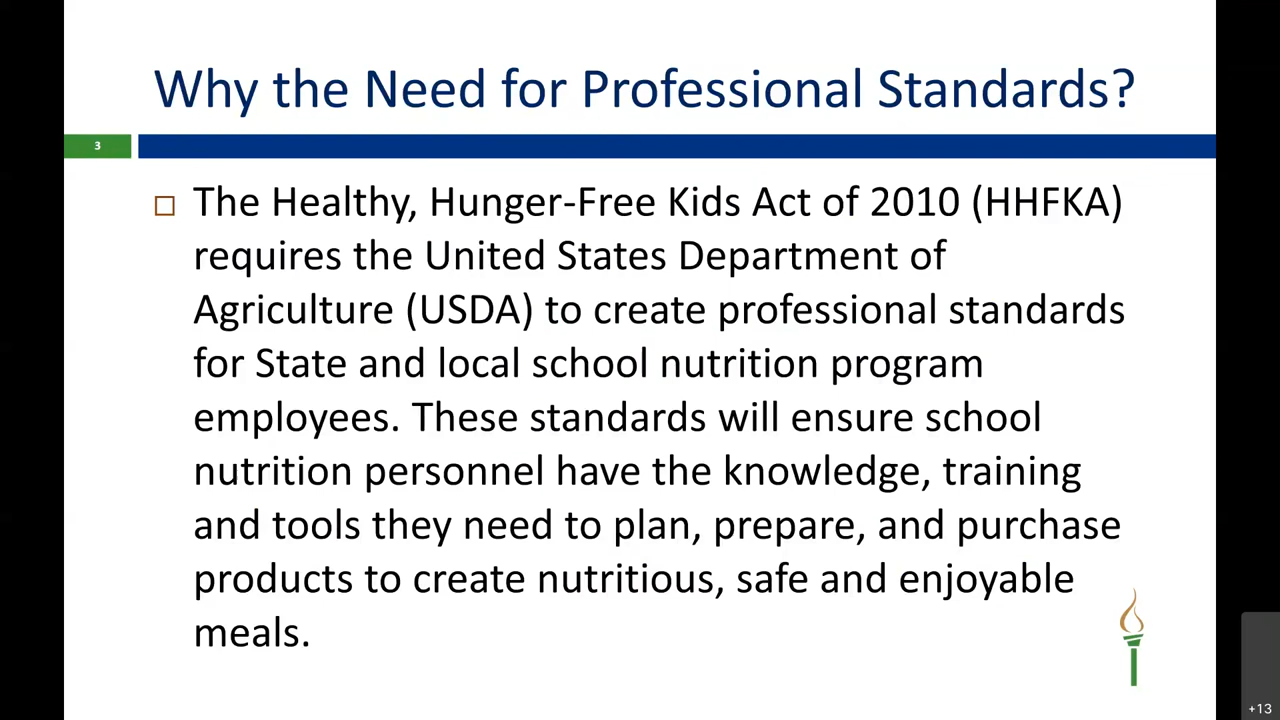 Why the Need for Professional Standards?
3
The Healthy, Hunger-Free Kids Act of 2010 (HHFKA)
requires the United States Department of
Agriculture (USDA) to create professional standards
for State and local school nutrition program
employees. These standards will ensure school
nutrition personnel have the knowledge, training
and tools they need to plan, prepare, and purchase
products to create nutritious, safe and enjoyable
meals.
+13